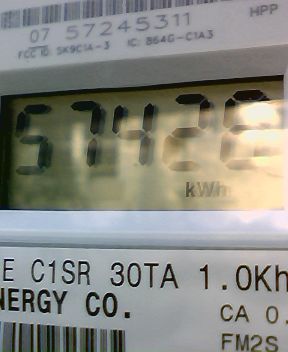 HPP
07 57245311
FCC ID: SK9C1A-3 IC: 864G-C1A3
57428
kWh
E C1SR 30TA 1.0Kh
NERGY CO.
CA 0.
FM2S